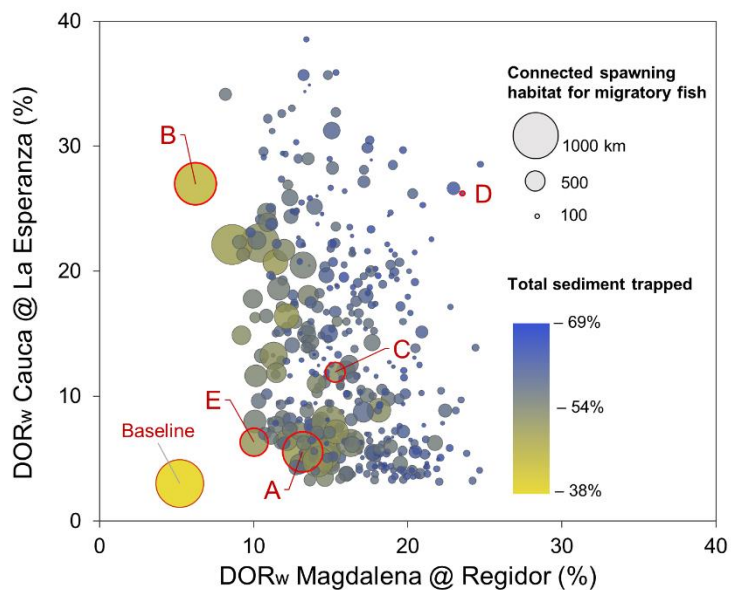 40
30
20
10
0
0
10
20
30
40
DORw Cauca @ La Esperanza (%)
DORw Magdalena @ Regidor (%)
B
D
C
E
A
Baseline
Connected spawning
habitat for migratory fish
1000 km
500
100
Total sediment trapped
69%
54%
38%